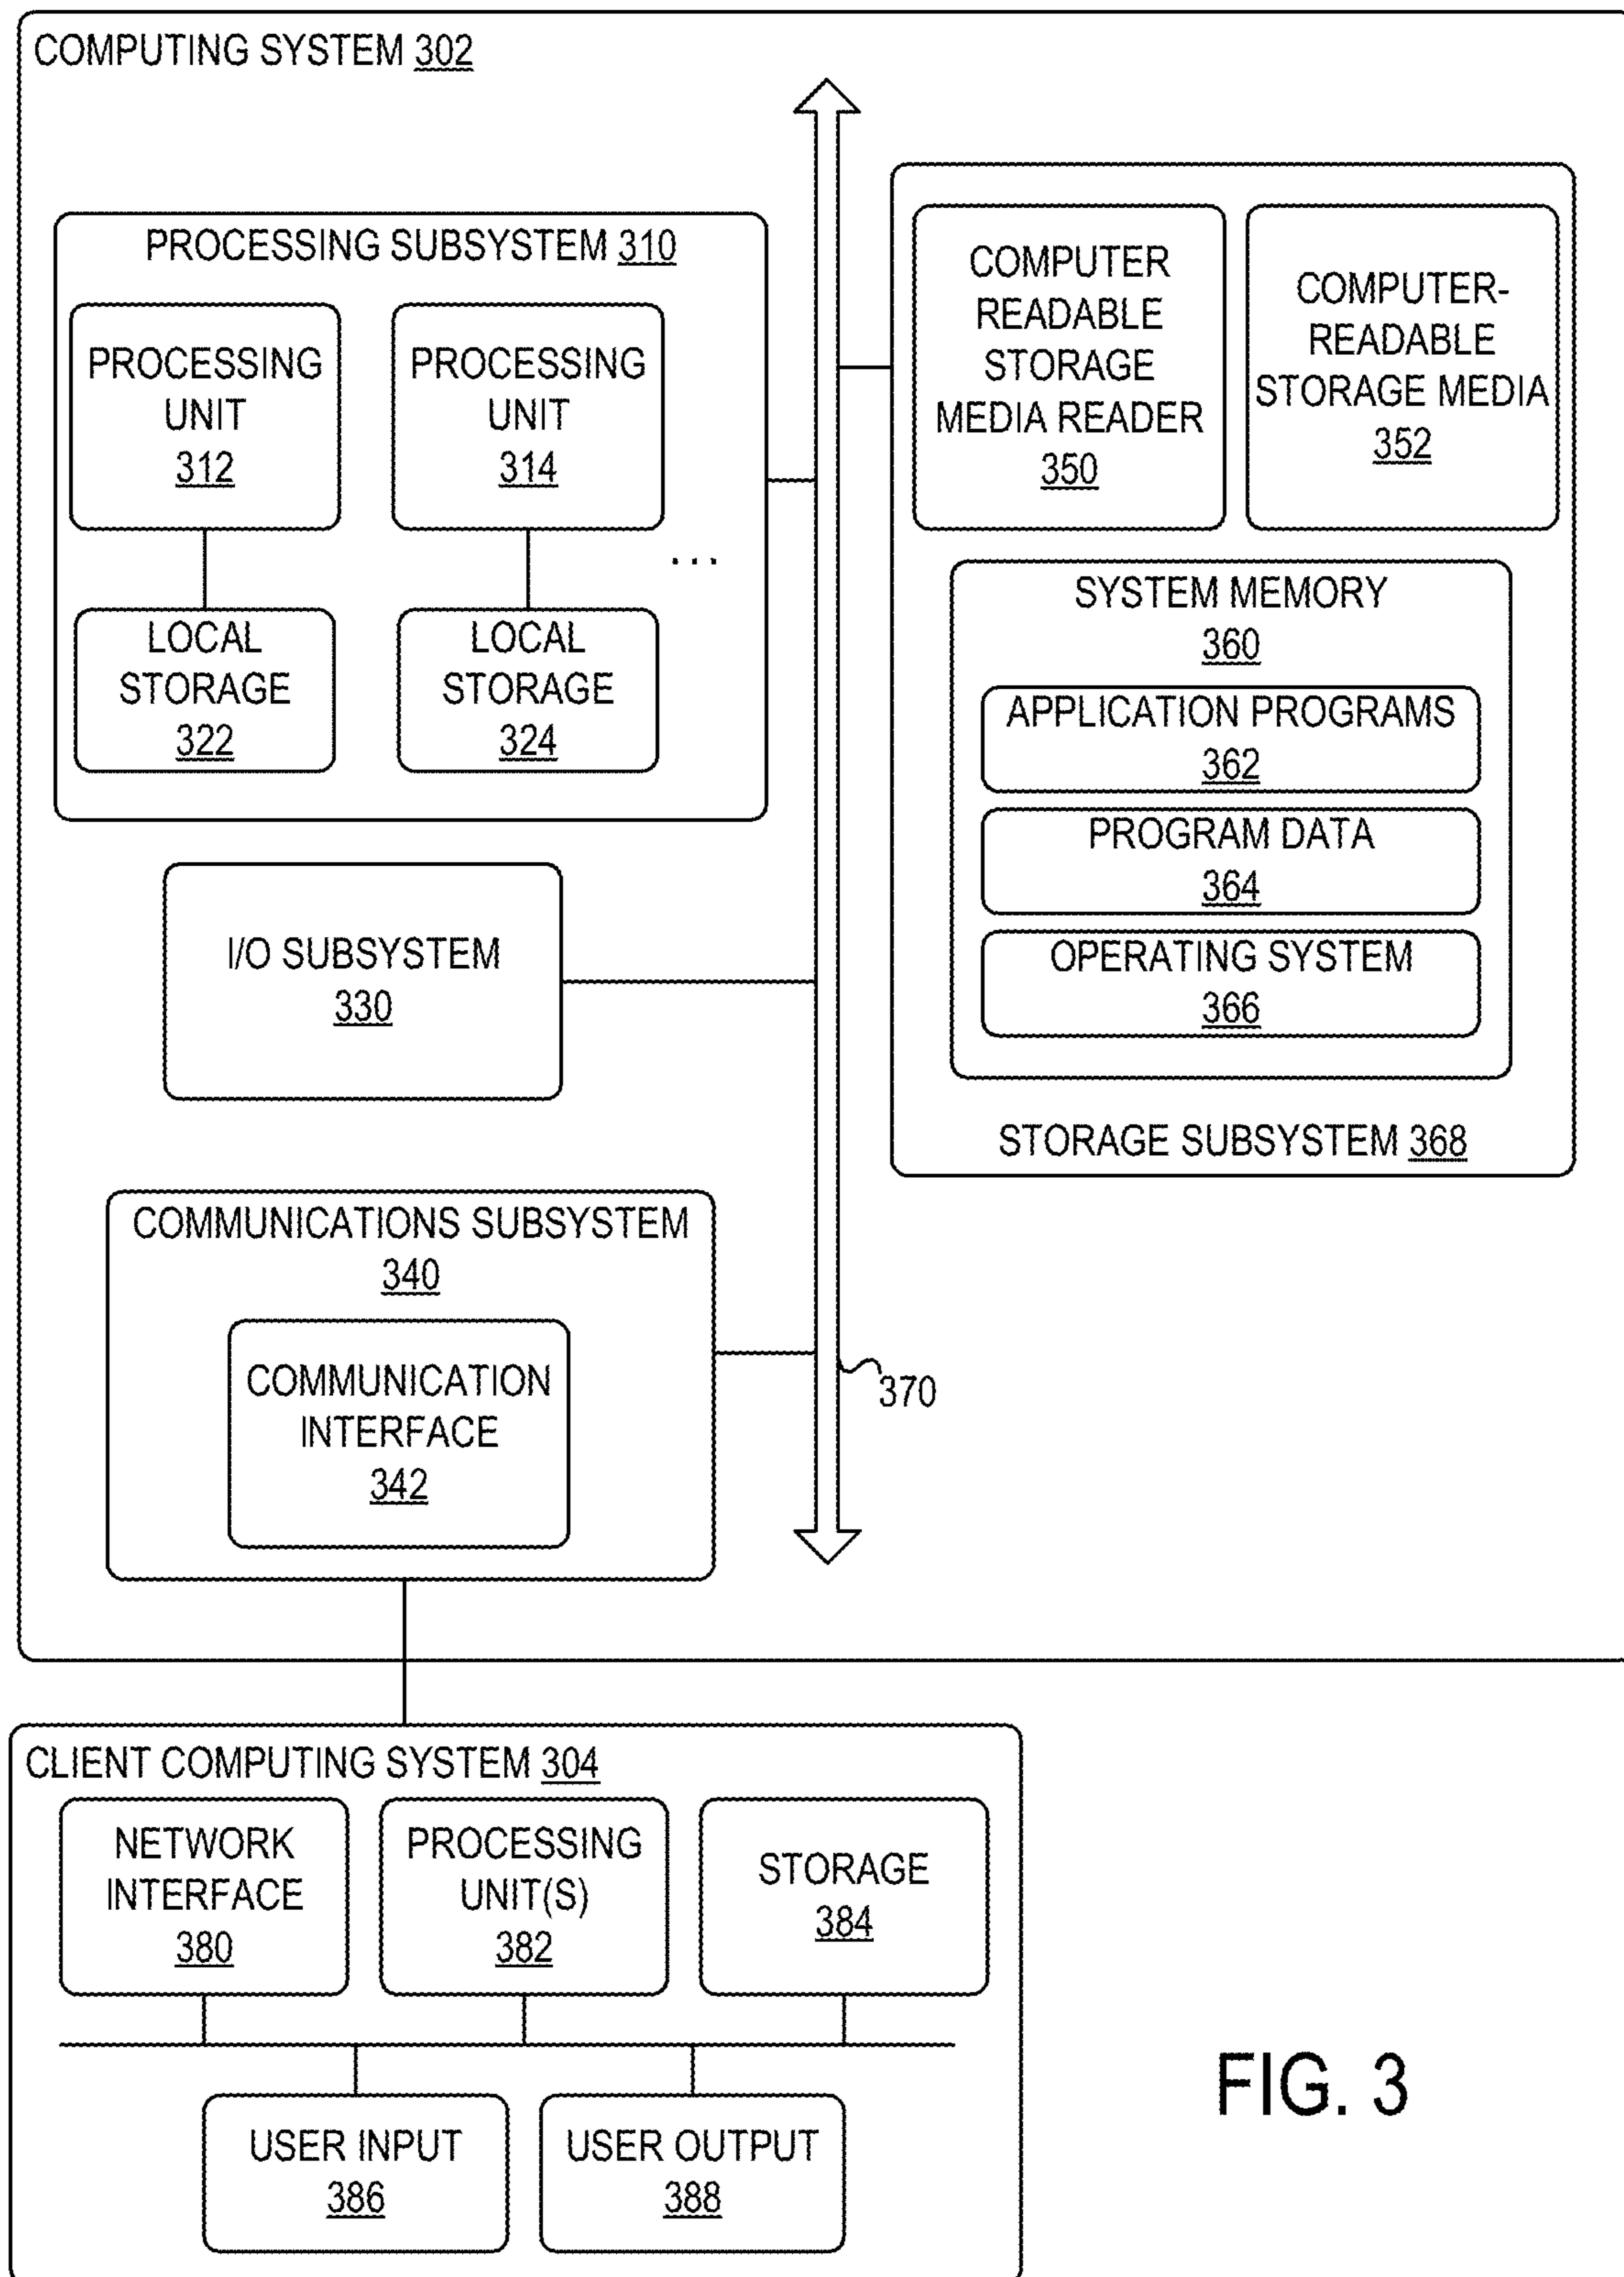 COMPUTING SYSTEM 302
PROCESSING SUBSYSTEM 310
PROCESSING
UNIT
312
PROCESSING
UNIT
314
...
LOCAL
STORAGE
322
LOCAL
STORAGE
324
I/O SUBSYSTEM
330
COMMUNICATIONS SUBSYSTEM
340
COMMUNICATION
INTERFACE
342
COMPUTER
READABLE
STORAGE
MEDIA READER
350
COMPUTER-
READABLE
STORAGE MEDIA
352
SYSTEM MEMORY
360
APPLICATION PROGRAMS
362
PROGRAM DATA
364
OPERATING SYSTEM
366
STORAGE SUBSYSTEM 368
370
CLIENT COMPUTING SYSTEM 304
NETWORK
INTERFACE
380
PROCESSING
UNIT(S)
382
STORAGE
384
USER INPUT
386
USER OUTPUT
388
FIG. 3